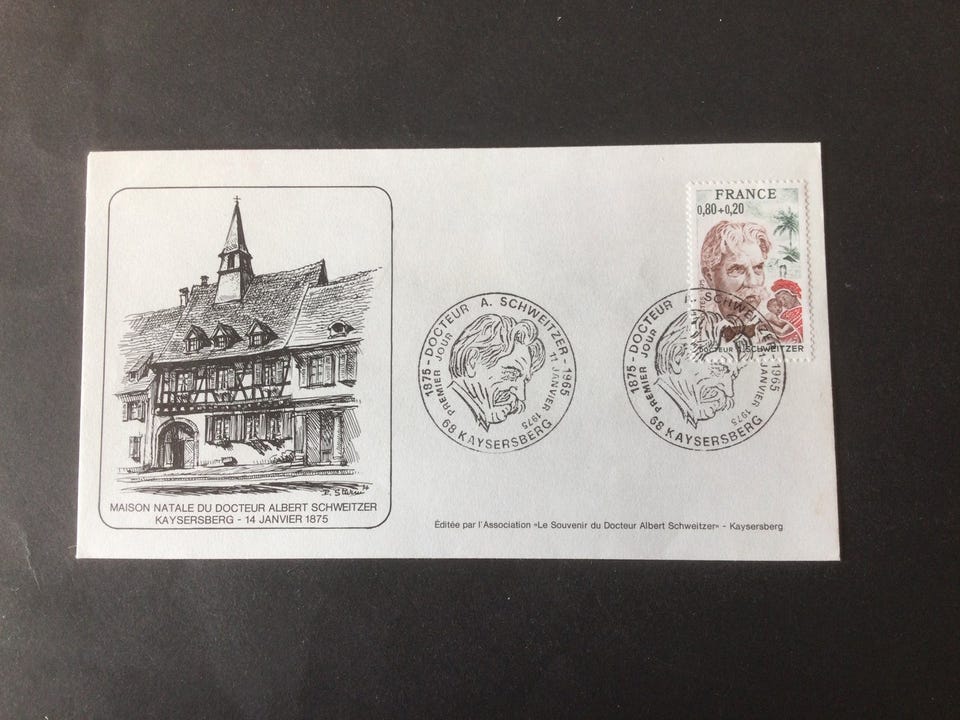 FRANCE
0,80+0,20
DOCTEUR A. SCHWEITZER
1875 - DOCTEUR A. SCHWEITZER - 1965
PREMIER JOUR
11 JANVIER 1975
68 KAYSERSBERG
1875 - DOCTEUR A. SCHWEITZER - 1965
PREMIER JOUR
11 JANVIER 1975
68 KAYSERSBERG
MAISON NATALE DU DOCTEUR ALBERT SCHWEITZER
KAYSERSBERG - 14 JANVIER 1875
Éditée par l'Association «Le Souvenir du Docteur Albert Schweitzer» - Kaysersberg